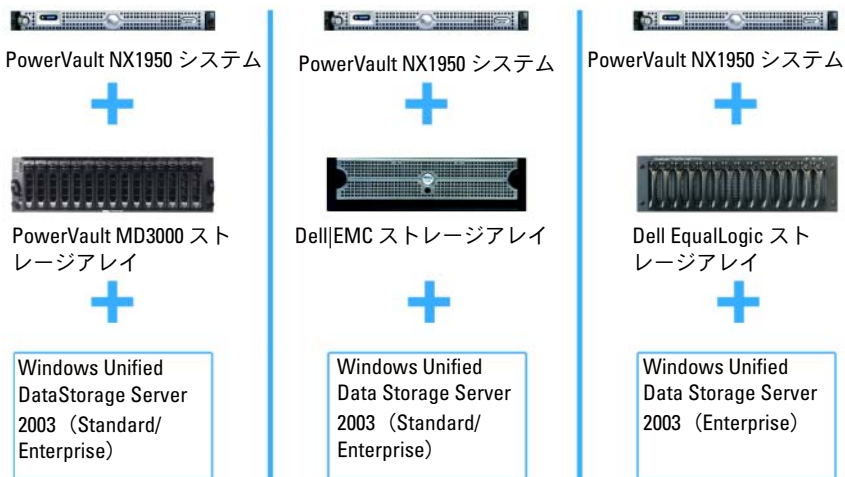 PowerVault NX1950 システム
PowerVault MD3000 スト
レージアレイ
Windows Unified
DataStorage Server
2003（Standard/
Enterprise）
PowerVault NX1950 システム
Dell|EMC ストレージアレイ
Windows Unified
Data Storage Server
2003（Standard/
Enterprise）
PowerVault NX1950 システム
Dell EqualLogic スト
レージアレイ
Windows Unified
Data Storage Server
2003（Enterprise）